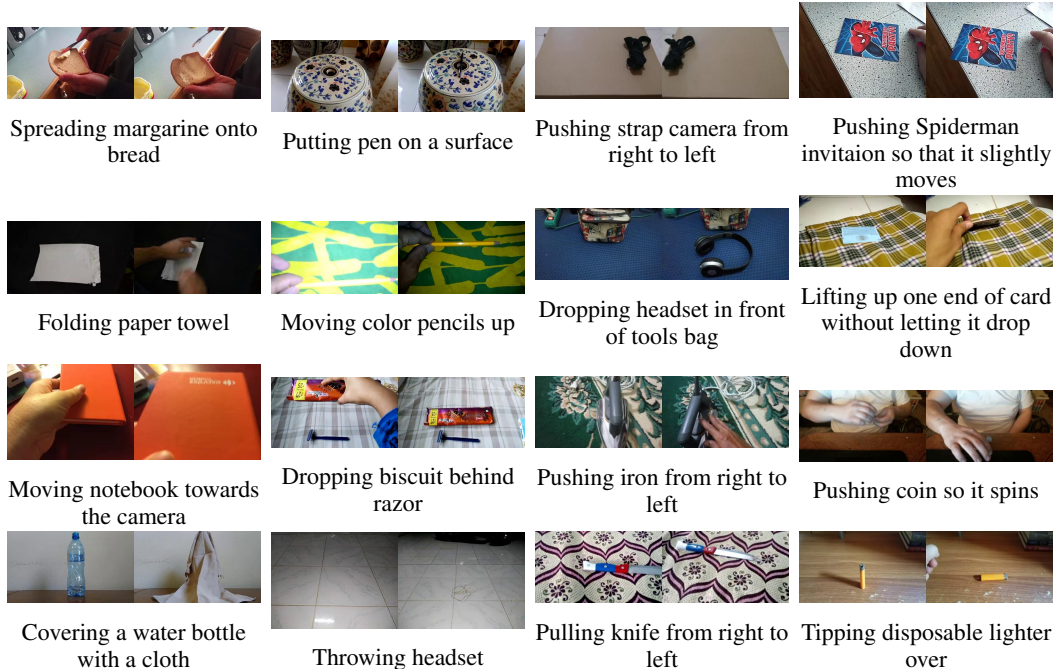 Spreading margarine onto
bread
Putting pen on a surface
Pushing strap camera from
right to left
Pushing Spiderman
invitaion so that it slightly
moves
Folding paper towel
Moving color pencils up
Dropping headset in front
of tools bag
Lifting up one end of card
without letting it drop
down
Moving notebook towards
the camera
Dropping biscuit behind
razor
Pushing iron from right to
left
Pushing coin so it spins
Covering a water bottle
with a cloth
Throwing headset
Pulling knife from right to
left
Tipping disposable lighter
over